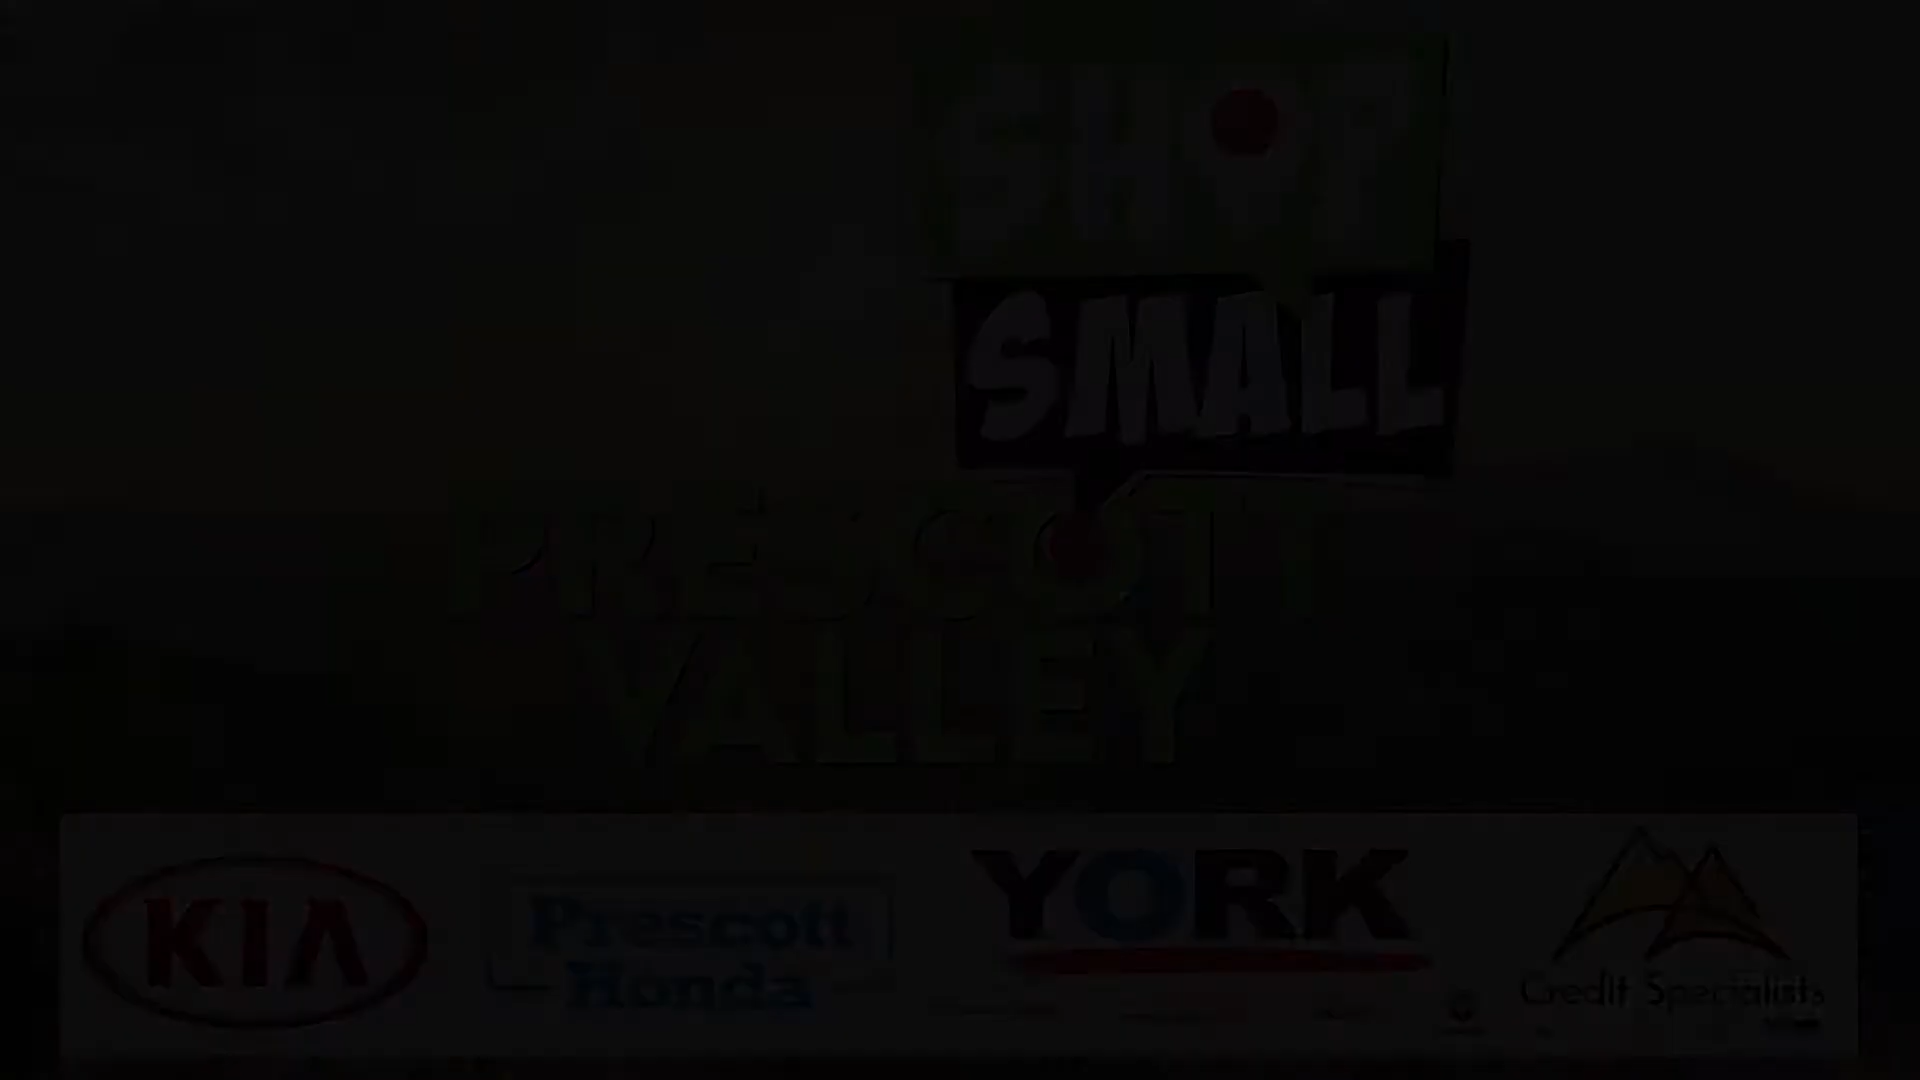 SHOP
SMALL
PRESCOTT
VALLEY
KIA
Prescott
Honda
YORK
Credit Specialists